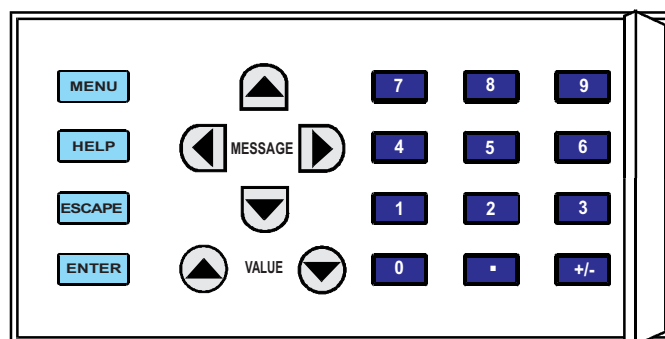 MENU 7 8 9
HELP MESSAGE 4 5 6
ESCAPE 1 2 3
ENTER VALUE 0 . +/-